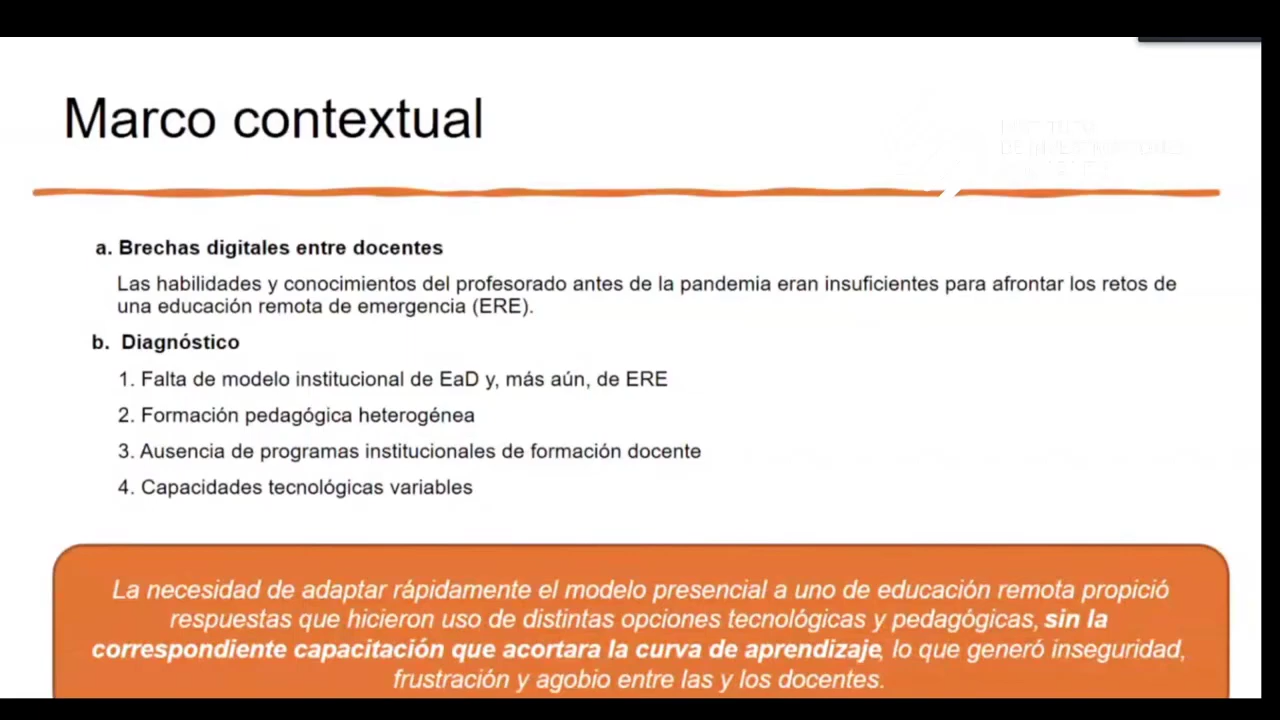 Marco contextual
a. Brechas digitales entre docentes
Las habilidades y conocimientos del profesorado antes de la pandemia eran insuficientes para afrontar los retos de
una educación remota de emergencia (ERE).
b. Diagnóstico
1. Falta de modelo institucional de EaD y, más aún, de ERE
2. Formación pedagógica heterogénea
3. Ausencia de programas institucionales de formación docente
4. Capacidades tecnológicas variables
La necesidad de adaptar rápidamente el modelo presencial a uno de educación remota propició
respuestas que hicieron uso de distintas opciones tecnológicas y pedagógicas, sin la
correspondiente capacitación que acortara la curva de aprendizaje, lo que generó inseguridad,
frustración y agobio entre las y los docentes.